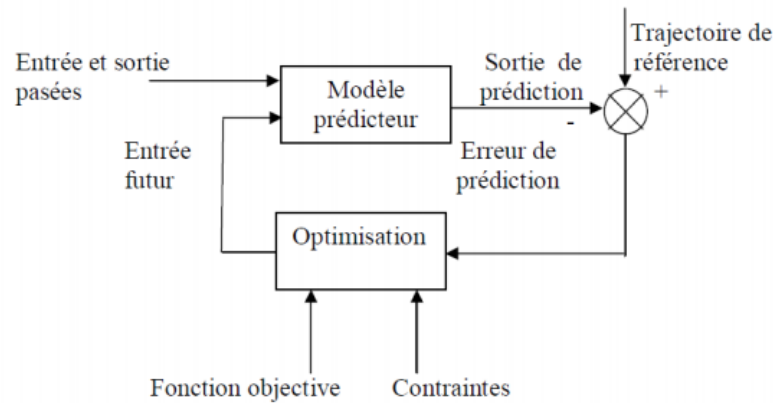 Trajectoire de
référence
Entrée et sortie
pasées
Modèle
prédicteur
Sortie de
prédiction
+
-
Entrée
futur
Erreur de
prédiction
Optimisation
Fonction objective
Contraintes